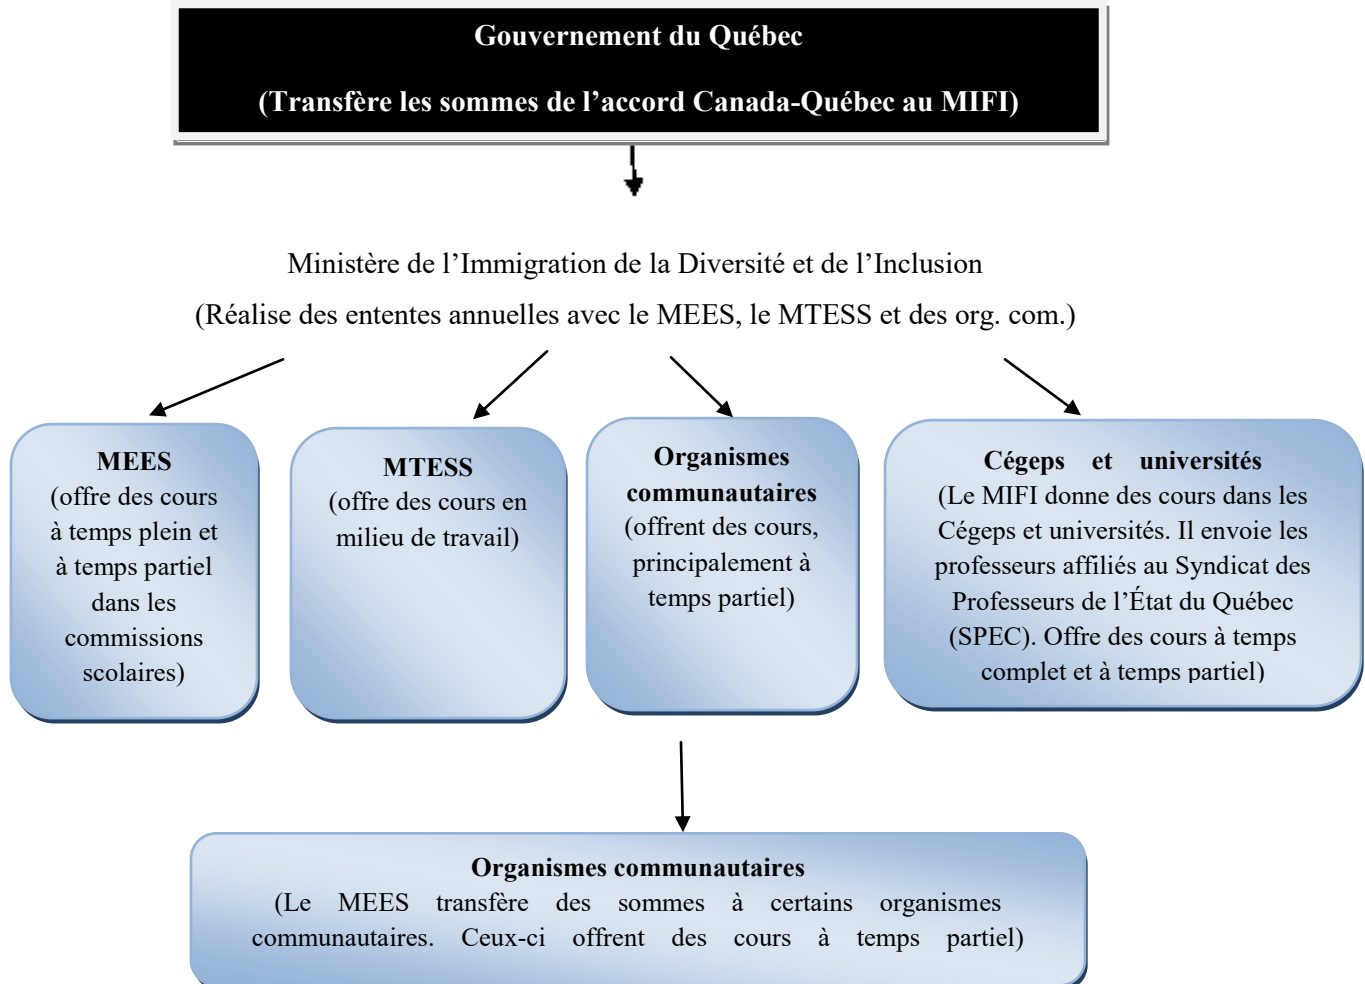 Gouvernement du Québec
(Transfère les sommes de l’accord Canada-Québec au MIFI)
Ministère de l’Immigration de la Diversité et de l’Inclusion
(Réalise des ententes annuelles avec le MEES, le MTESS et des org. com.)
MEES
(offre des cours
à temps plein et
à temps partiel
dans les
commissions
scolaires)
MTESS
(offre des cours en
milieu de travail)
Organismes
communautaires
(offrent des cours,
principalement à
temps partiel)
Cégeps et universités
(Le MIFI donne des cours dans les
Cégeps et universités. Il envoie les
professeurs affiliés au Syndicat des
Professeurs de l’État du Québec
(SPEC). Offre des cours à temps
complet et à temps partiel)
Organismes communautaires
(Le MEES transfère des sommes à certains organismes
communautaires. Ceux-ci offrent des cours à temps partiel)